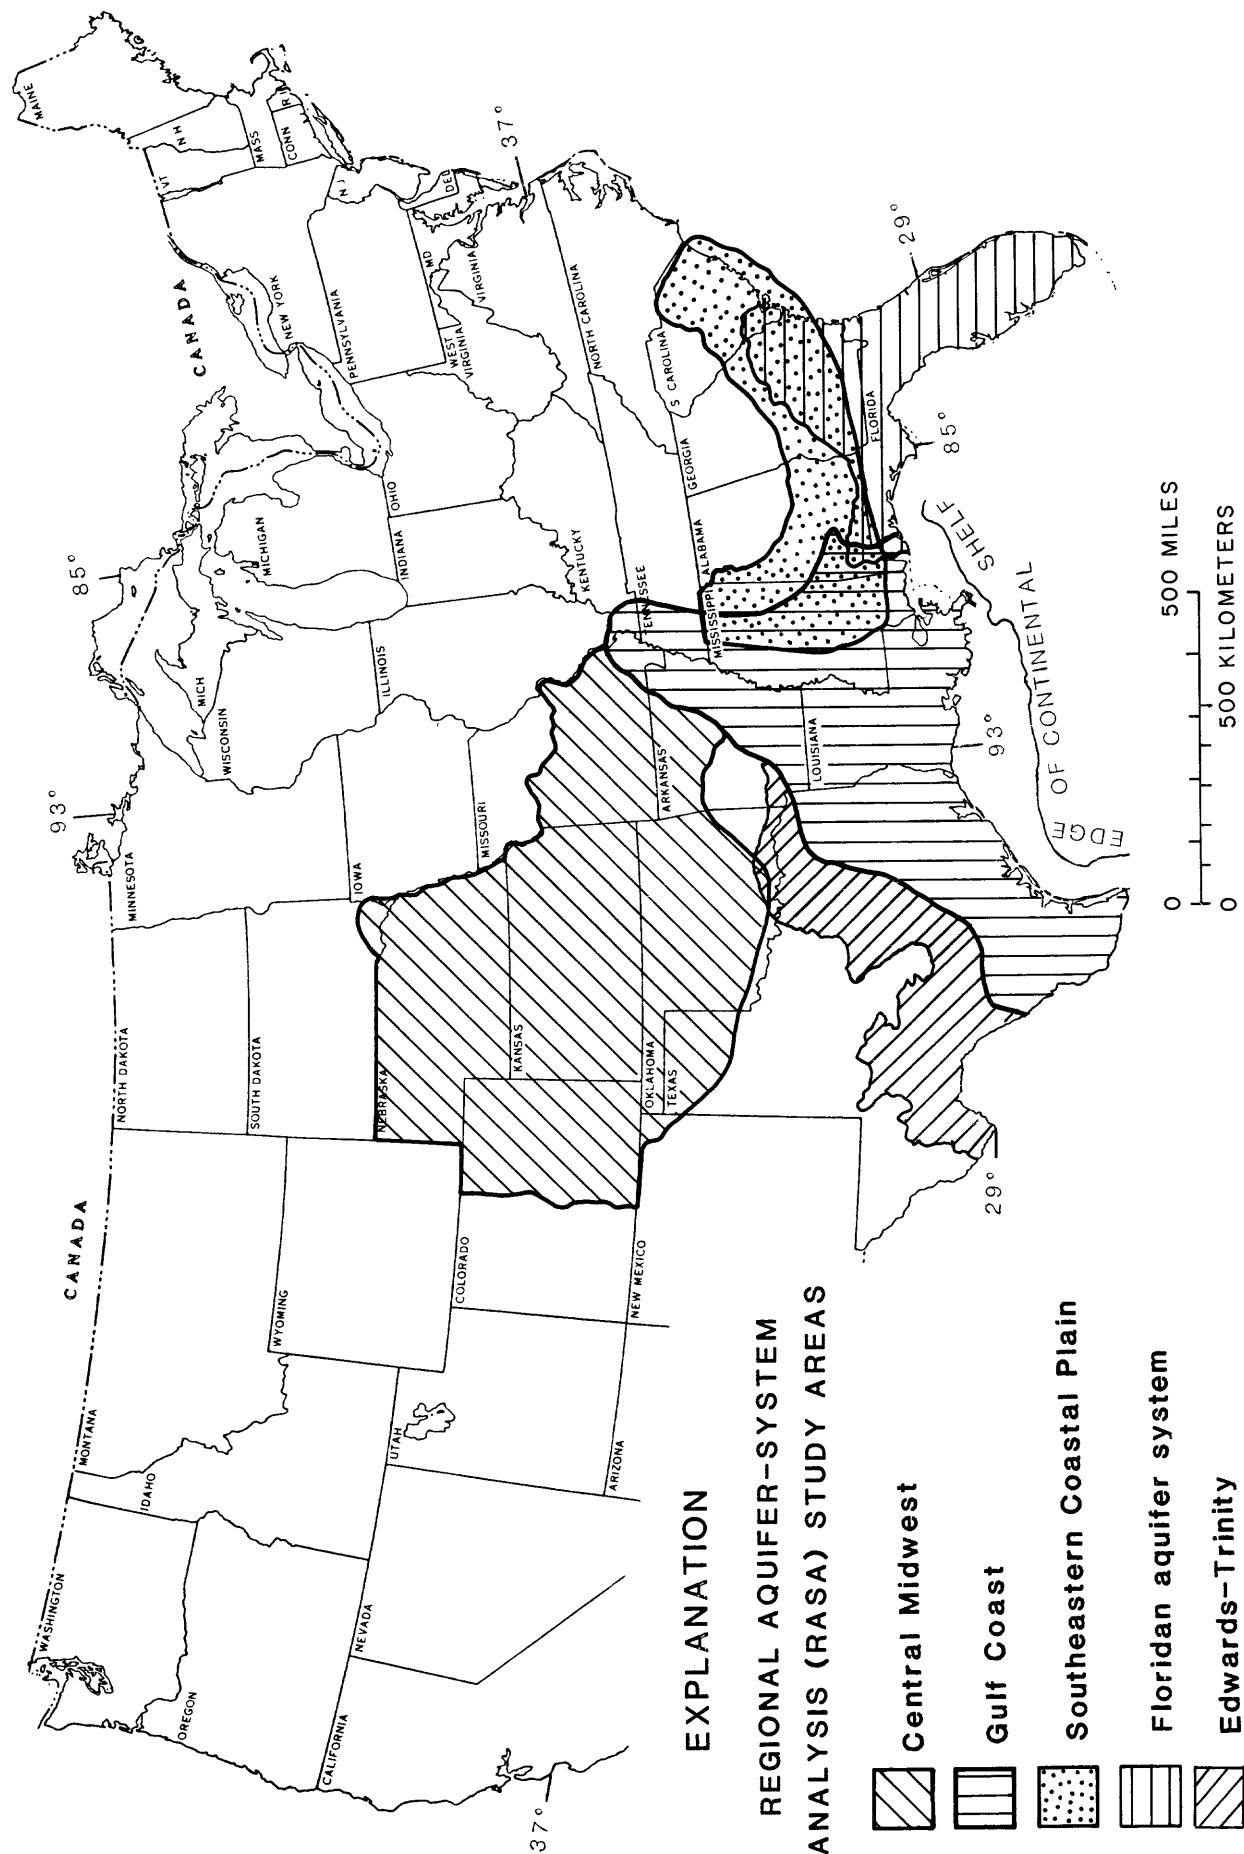 CANADA
CANADA
WASHINGTON
MONTANA
NORTH DAKOTA
MINNESOTA
93°
85°
MAINE
VT
N H
MASS
CONN
R I
NEW YORK
N J
PENNSYLVANIA
DEL
MD
OREGON
IDAHO
WYOMING
SOUTH DAKOTA
WISCONSIN
MICH
MICHIGAN
37°
WEST
VIRGINIA
VIRGINIA
CALIFORNIA
NEVADA
UTAH
COLORADO
NEBRASKA
IOWA
ILLINOIS
INDIANA
OHIO
37°
KANSAS
MISSOURI
KENTUCKY
NORTH CAROLINA
ARIZONA
NEW MEXICO
OKLAHOMA
TEXAS
ARKANSAS
TENNESSEE
MISSISSIPPI
ALABAMA
GEORGIA
S CAROLINA
LOUISIANA
FLORIDA
29°
29°
93°
85°
EDGE OF CONTINENTAL SHELF
EXPLANATION
REGIONAL AQUIFER-SYSTEM
ANALYSIS (RASA) STUDY AREAS
Central Midwest
Gulf Coast
Southeastern Coastal Plain
Floridan aquifer system
Edwards-Trinity
0 500 MILES
0 500 KILOMETERS